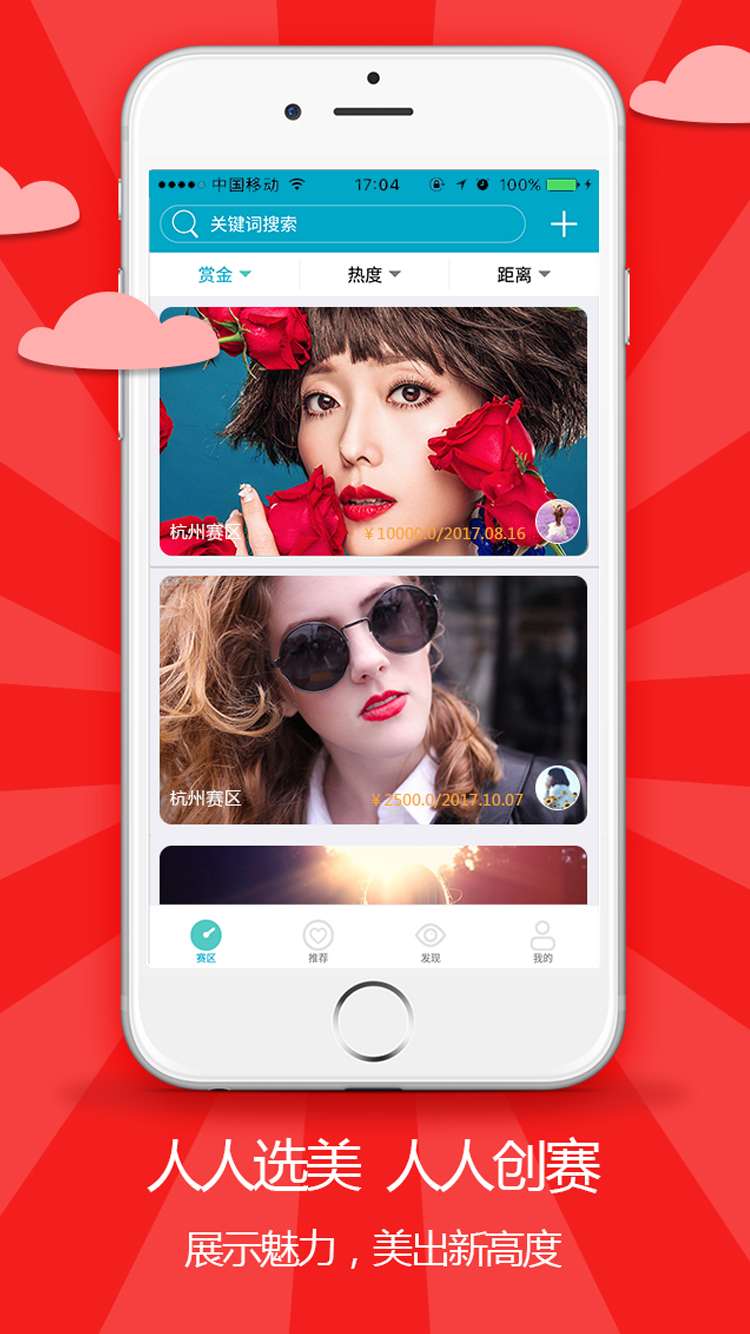 中国移动 17:04 100%
关键词搜索
赏金 热度 距离
杭州赛区 ￥10000.0/2017.08.16
杭州赛区 ￥2500.0/2017.10.07
赛区 推荐 发现 我的
人人选美 人人创赛
展示魅力，美出新高度